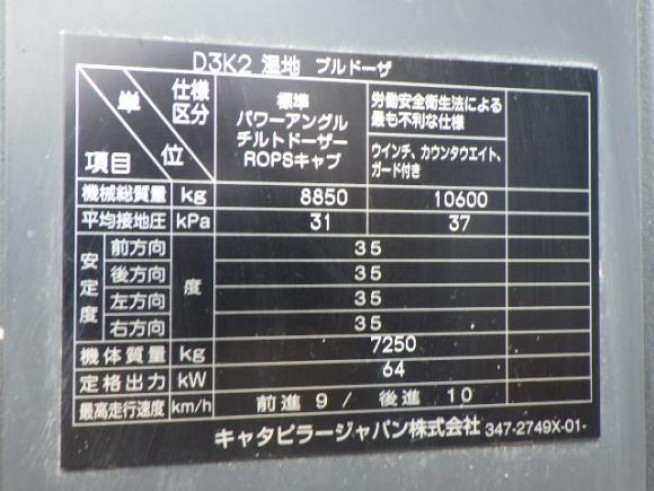 D3K2 湿地 ブルドーザ
単 仕様
区分
項目 位
標準
パワーアングル
チルトドーザー
ROPSキャブ
労働安全衛生法による
最も不利な仕様
ウインチ、カウンタウエイト、
ガード付き
機械総質量 kg 8850 10600
平均接地圧 kPa 31 37
安定度 度
前方向 35
後方向 35
左方向 35
右方向 35
機体質量 kg 7250
定格出力 kW 64
最高走行速度 km/h 前進 9 / 後進 10
キャタピラージャパン株式会社 347-2749X-01-